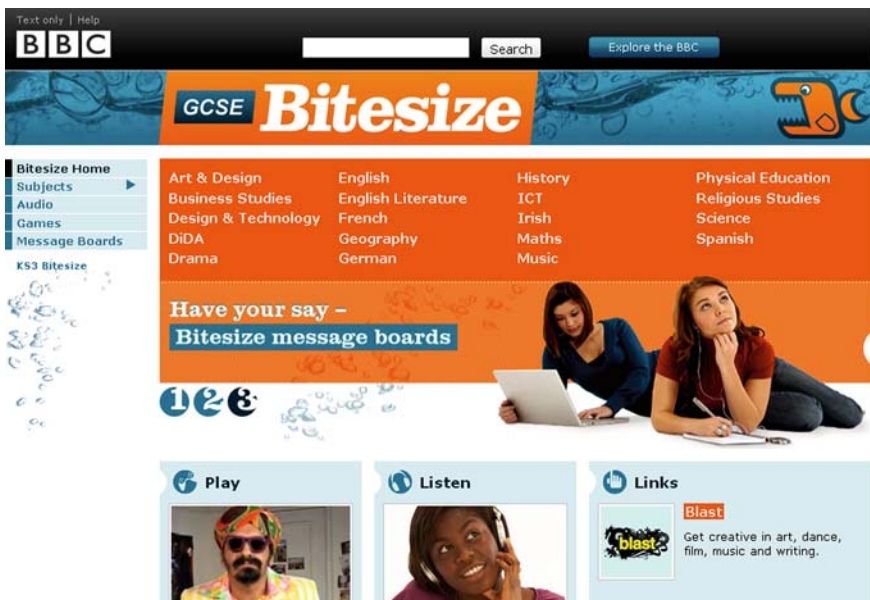 Text only | Help
BBC
Search
Explore the BBC
GCSE Bitesize
Bitesize Home
Subjects
Audio
Games
Message Boards
KS3 Bitesize
Art & Design
Business Studies
Design & Technology
DiDA
Drama
English
English Literature
French
Geography
German
History
ICT
Irish
Maths
Music
Physical Education
Religious Studies
Science
Spanish
Have your say –
Bitesize message boards
1 2 3
Play
Listen
Links
Blast
blast
Get creative in art, dance,
film, music and writing.